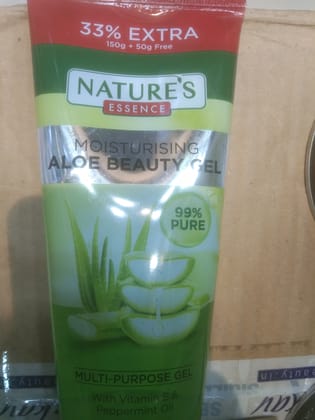 33% EXTRA
150g + 50g Free
NATURE'S
ESSENCE
MOISTURISING
ALOE BEAUTY GEL
99%
PURE
MULTI-PURPOSE GEL
With Vitamin
Peppermint Oil